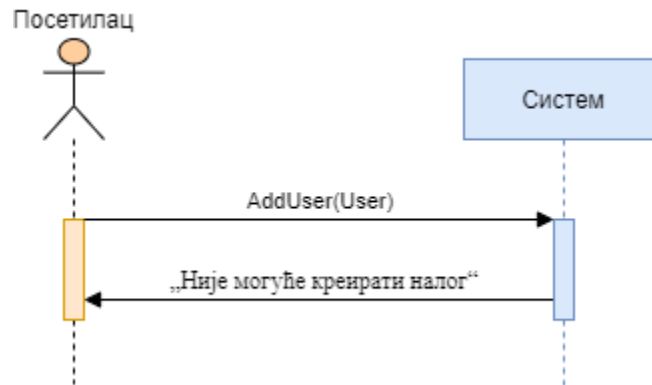 Посетилац
Систем
AddUser(User)
„Није могуће креирати налог“